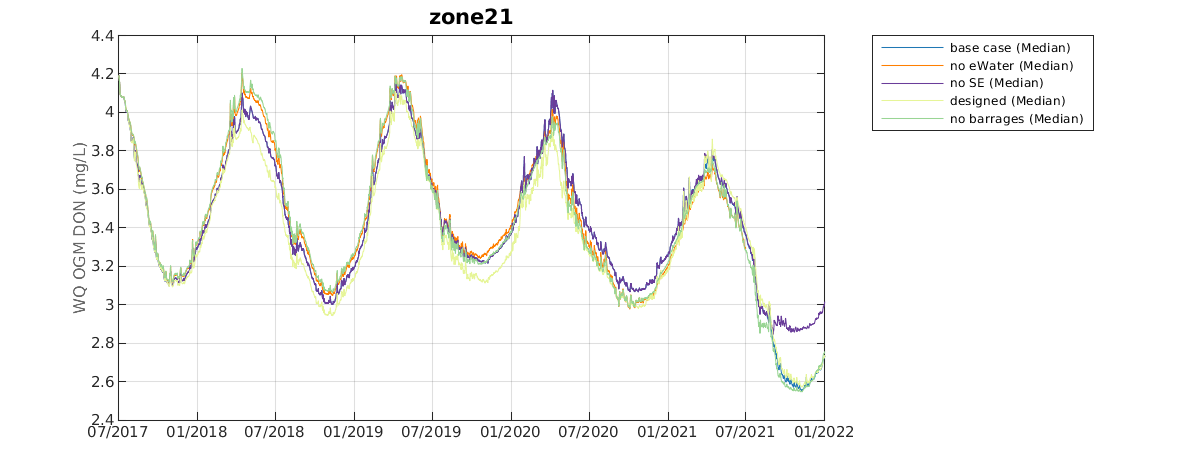 zone21
WQ OGM DON (mg/L)
4.4
4.2
4
3.8
3.6
3.4
3.2
3
2.8
2.6
2.4
07/2017 01/2018 07/2018 01/2019 07/2019 01/2020 07/2020 01/2021 07/2021 01/2022
base case (Median)
no eWater (Median)
no SE (Median)
designed (Median)
no barrages (Median)